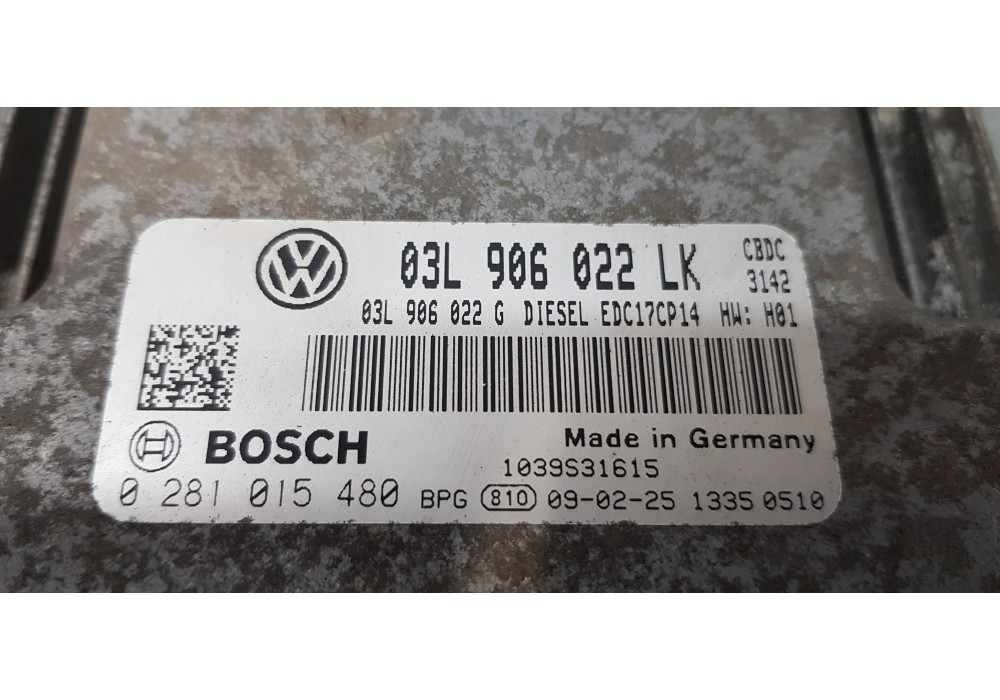 03L 906 022 LK CBDC
3142
03L 906 022 G DIESEL EDC17CP14 HW: H01
BOSCH Made in Germany
1039S31615
0 281 015 480 BPG 810 09-02-25 1335 0510